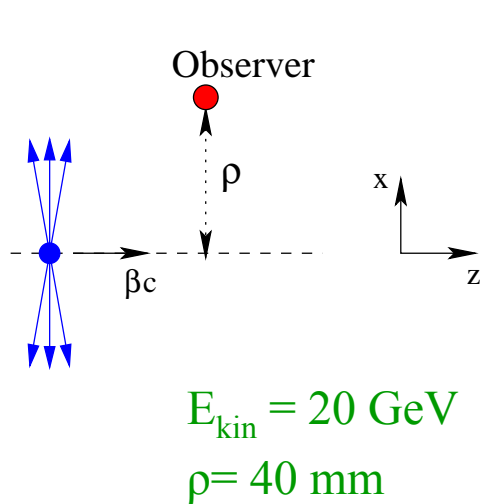 Observer
ρ
x
βc
z
E_kin = 20 GeV
ρ= 40 mm